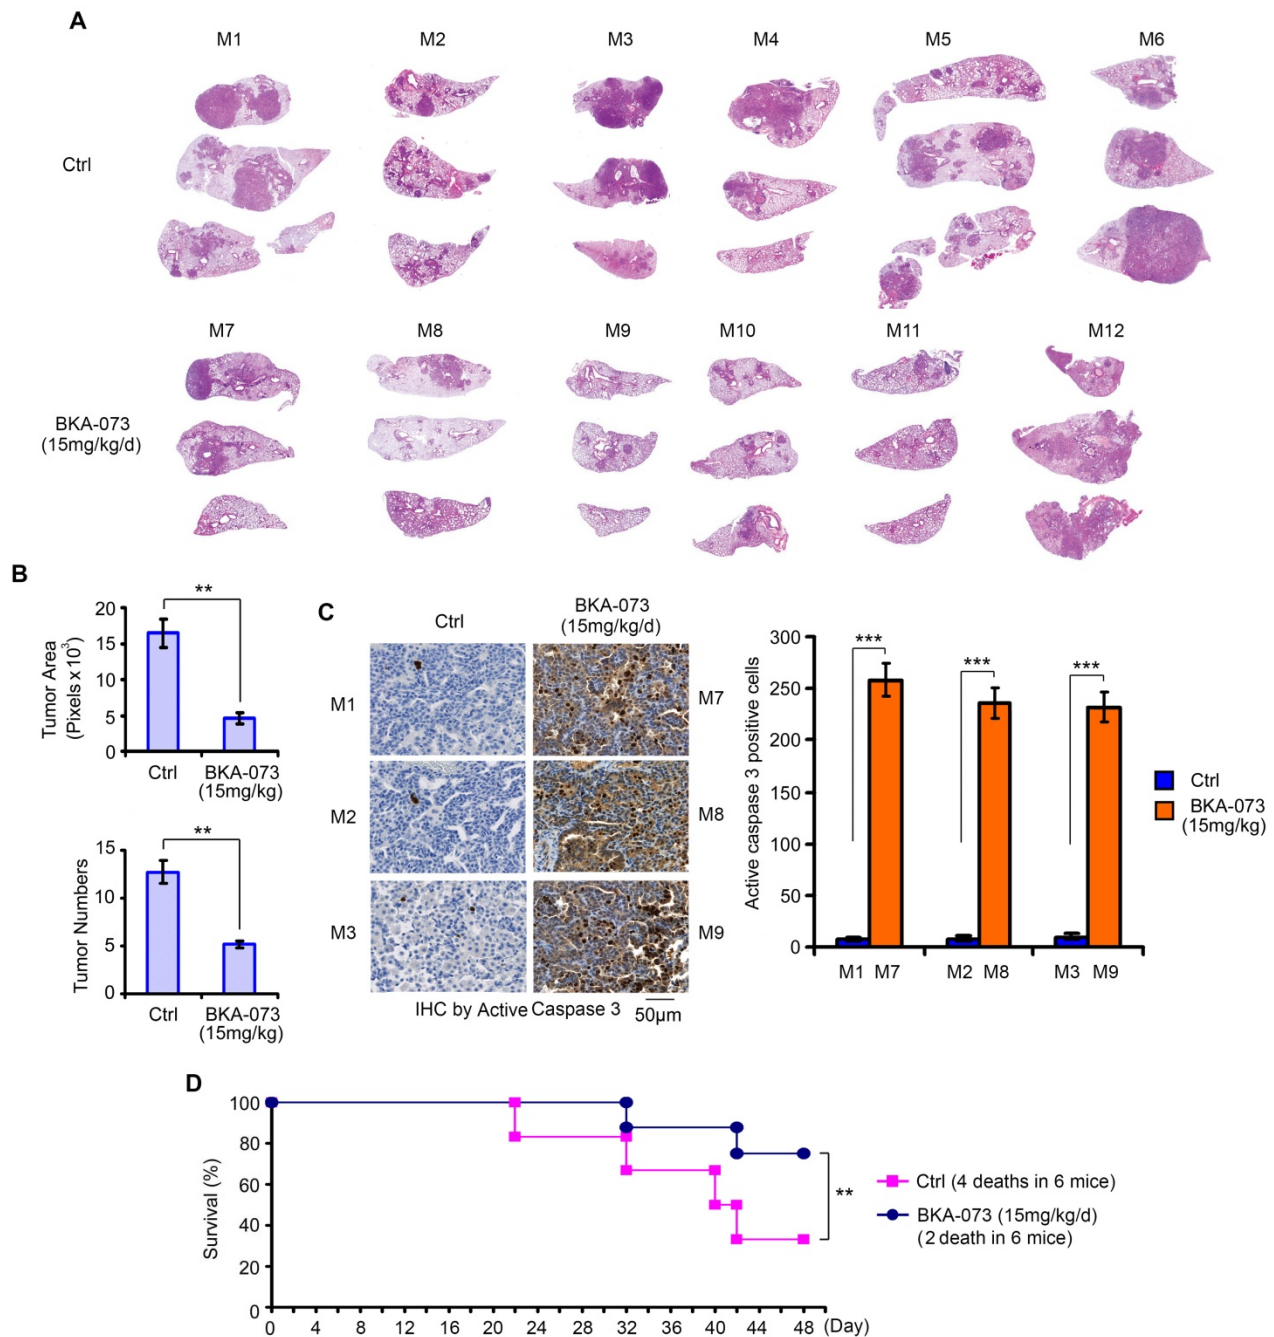 A
M1 M2 M3 M4 M5 M6
Ctrl
M7 M8 M9 M10 M11 M12
BKA-073
(15mg/kg/d)
B
**
20
15
10
5
0
Tumor Area
(Pixels x 10³)
Ctrl BKA-073
(15mg/kg)
**
15
10
5
0
Tumor Numbers
Ctrl BKA-073
(15mg/kg)
C
Ctrl BKA-073
(15mg/kg/d)
M1 M7
M2 M8
M3 M9
IHC by Active Caspase 3 50µm
300
250
200
150
100
50
0
Active caspase 3 positive cells
*** *** ***
M1 M7 M2 M8 M3 M9
Ctrl
BKA-073
(15mg/kg)
D
100
80
60
40
20
0
Survival (%)
0 4 8 12 16 20 24 28 32 36 40 44 48 (Day)
**
Ctrl (4 deaths in 6 mice)
BKA-073 (15mg/kg/d)
(2 death in 6 mice)